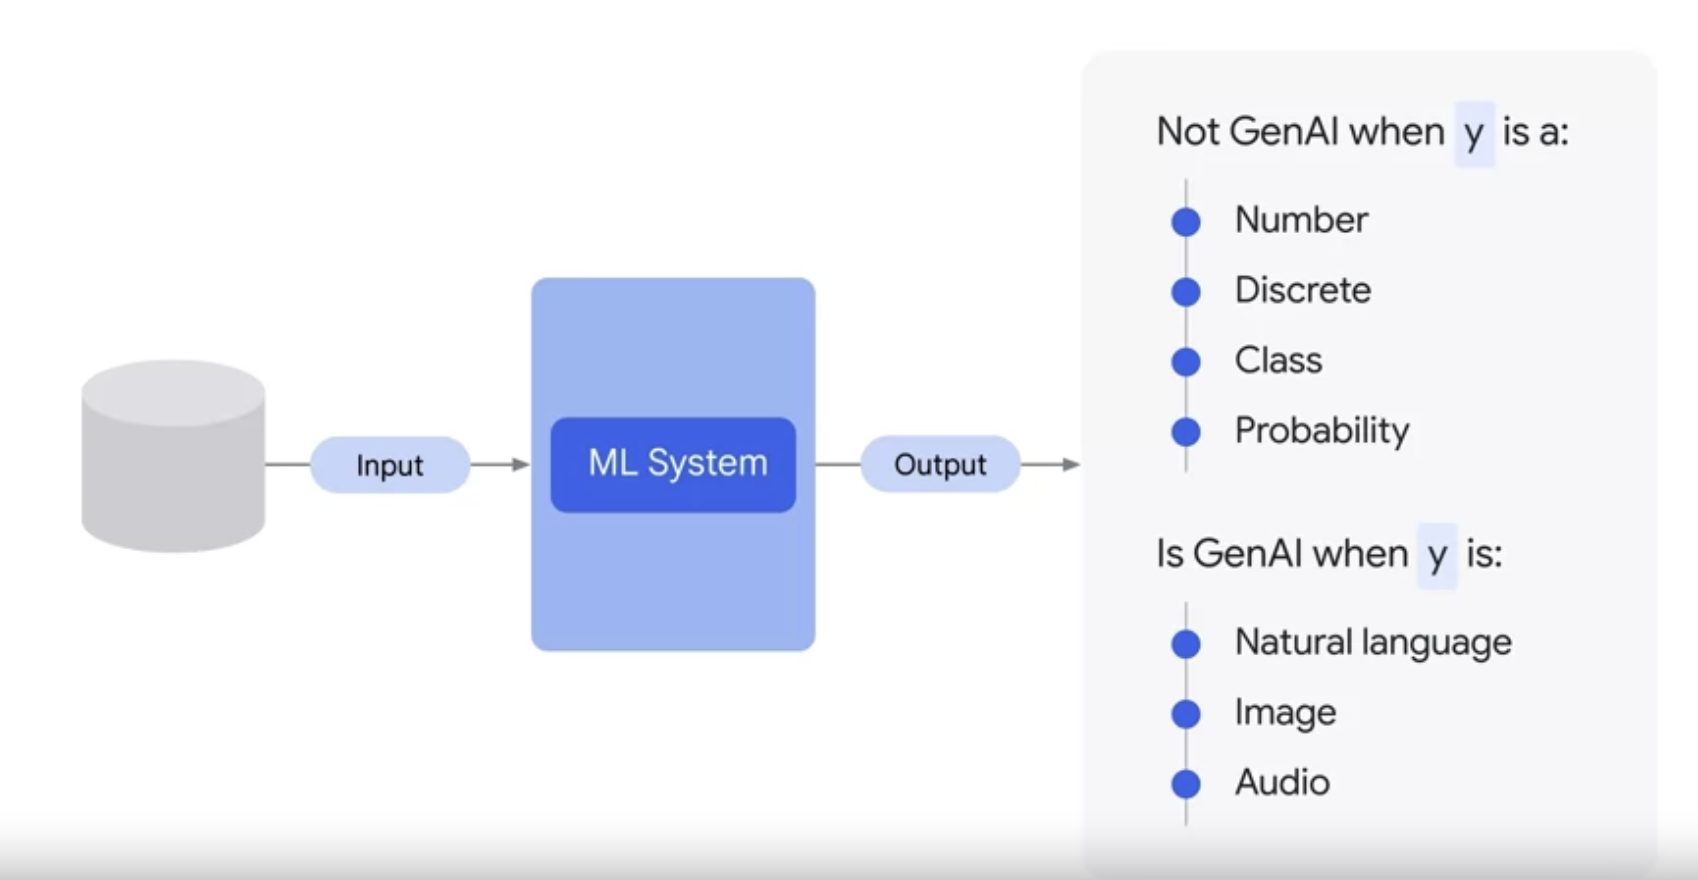 Input
ML System
Output
Not GenAI when y is a:
Number
Discrete
Class
Probability
Is GenAI when y is:
Natural language
Image
Audio